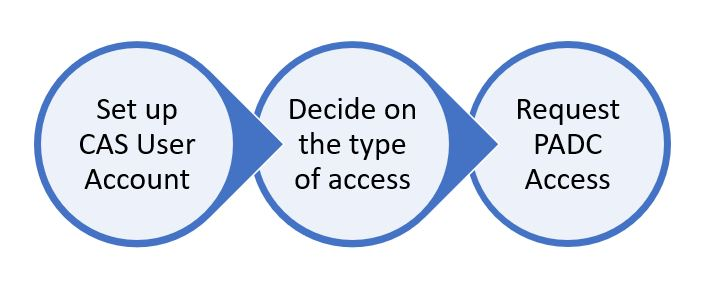 Set up
CAS User
Account
Decide on
the type
of access
Request
PADC
Access